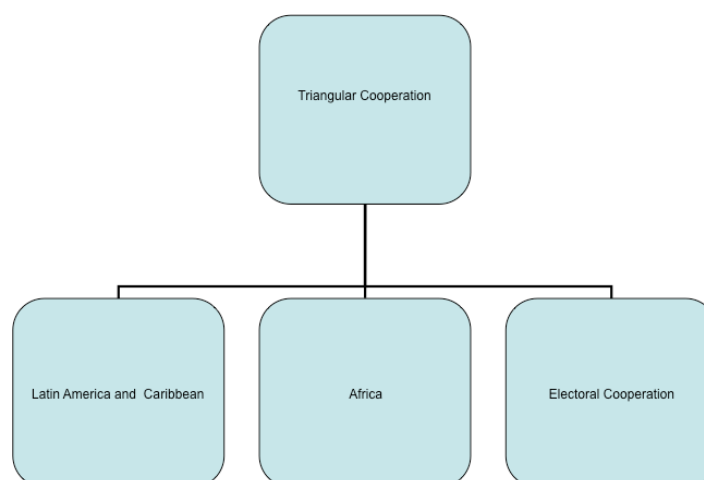 Triangular Cooperation
Latin America and  Caribbean
Africa
Electoral Cooperation